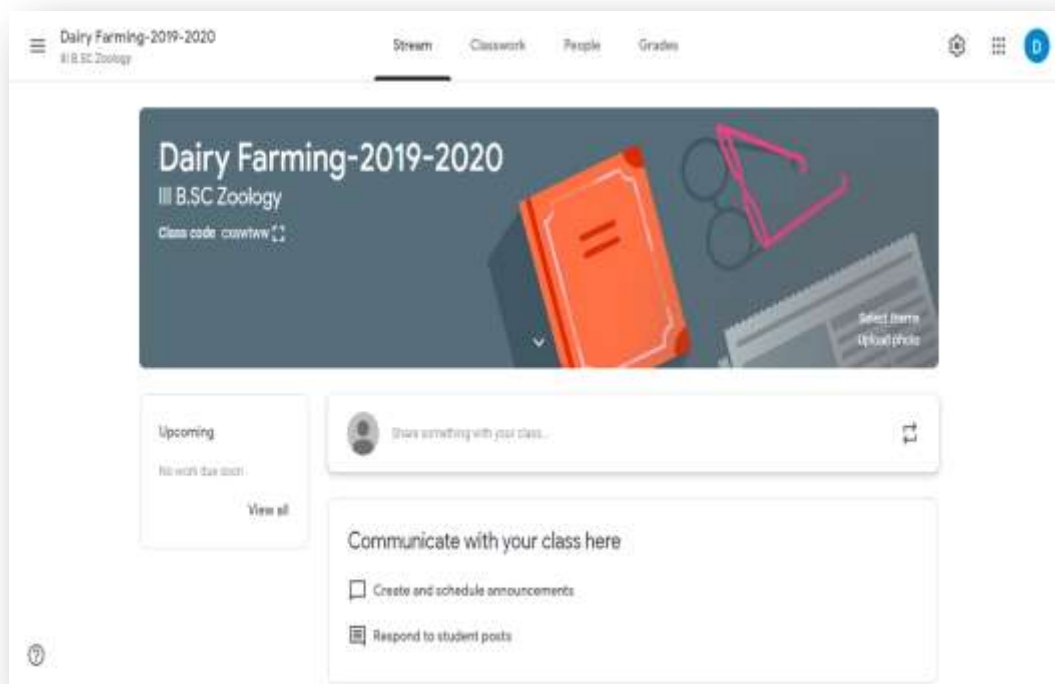 Dairy Farming-2019-2020
III B.SC Zoology
Stream Classwork People Grades
D
Dairy Farming-2019-2020
III B.SC Zoology
Class code
Select theme
Upload photo
Upcoming
No work due soon
View all
Share something with your class...
Communicate with your class here
Create and schedule announcements
Respond to student posts